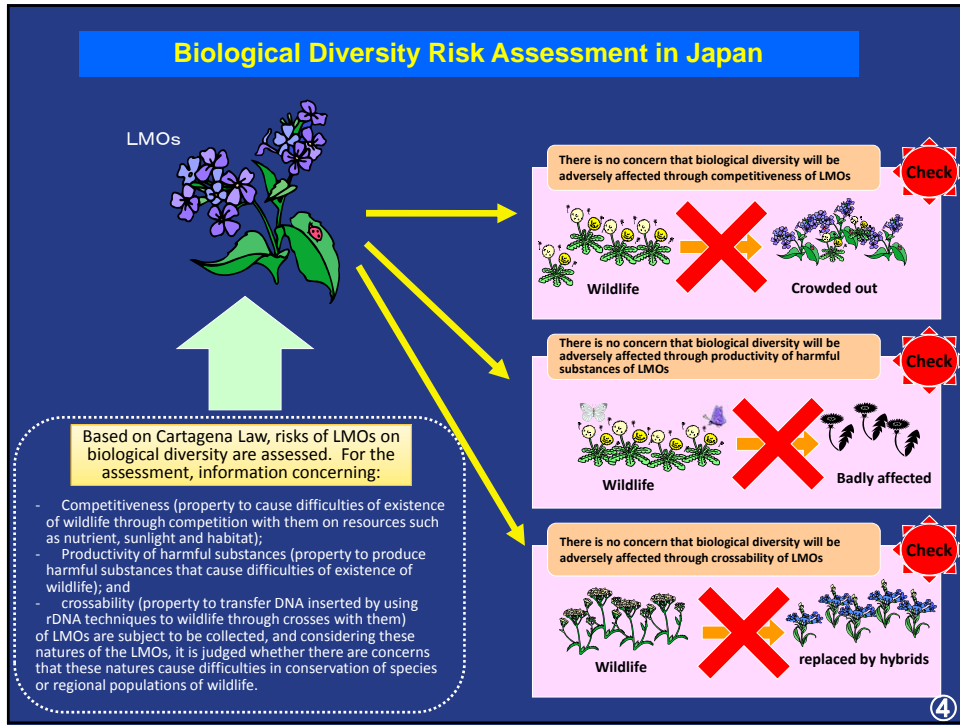 Biological Diversity Risk Assessment in Japan
LMOs
Based on Cartagena Law, risks of LMOs on
biological diversity are assessed.  For the
assessment, information concerning:
- Competitiveness (property to cause difficulties of existence
of wildlife through competition with them on resources such
as nutrient, sunlight and habitat);
- Productivity of harmful substances (property to produce
harmful substances that cause difficulties of existence of
wildlife); and
- crossability (property to transfer DNA inserted by using
rDNA techniques to wildlife through crosses with them)
of LMOs are subject to be collected, and considering these
natures of the LMOs, it is judged whether there are concerns
that these natures cause difficulties in conservation of species
or regional populations of wildlife.
There is no concern that biological diversity will be
adversely affected through competitiveness of LMOs
Check
Wildlife
Crowded out
There is no concern that biological diversity will be
adversely affected through productivity of harmful
substances of LMOs
Check
Wildlife
Badly affected
There is no concern that biological diversity will be
adversely affected through crossability of LMOs
Check
Wildlife
replaced by hybrids
④